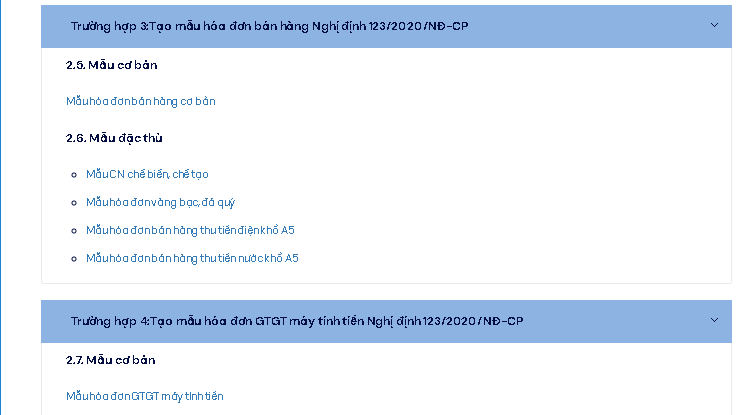 Trường hợp 3:Tạo mẫu hóa đơn bán hàng Nghị định 123/2020/NĐ-CP
2.5. Mẫu cơ bản
Mẫu hóa đơn bán hàng cơ bản
2.6. Mẫu đặc thù
Mẫu CN chế biến, chế tạo
Mẫu hóa đơn vàng bạc, đá quý
Mẫu hóa đơn bán hàng thu tiền điện khổ A5
Mẫu hóa đơn bán hàng thu tiền nước khổ A5
Trường hợp 4:Tạo mẫu hóa đơn GTGT máy tính tiền Nghị định 123/2020/NĐ-CP
2.7. Mẫu cơ bản
Mẫu hóa đơn GTGT máy tính tiền